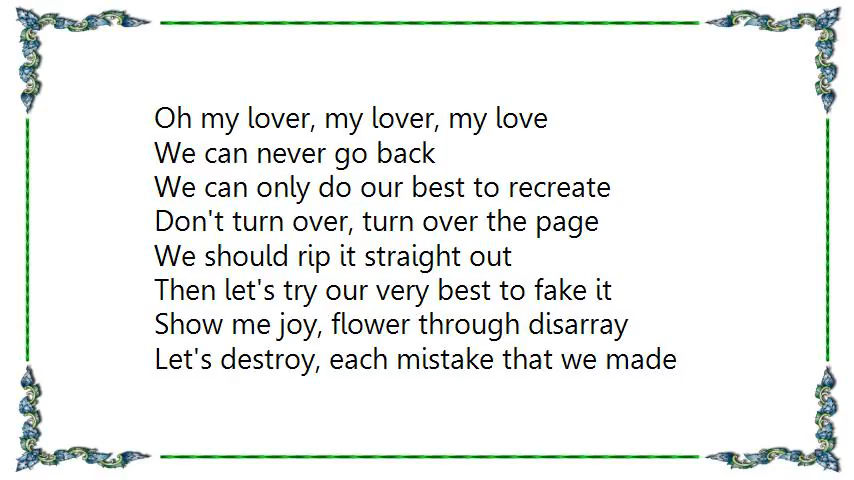 Oh my lover, my lover, my love
We can never go back
We can only do our best to recreate
Don't turn over, turn over the page
We should rip it straight out
Then let's try our very best to fake it
Show me joy, flower through disarray
Let's destroy, each mistake that we made